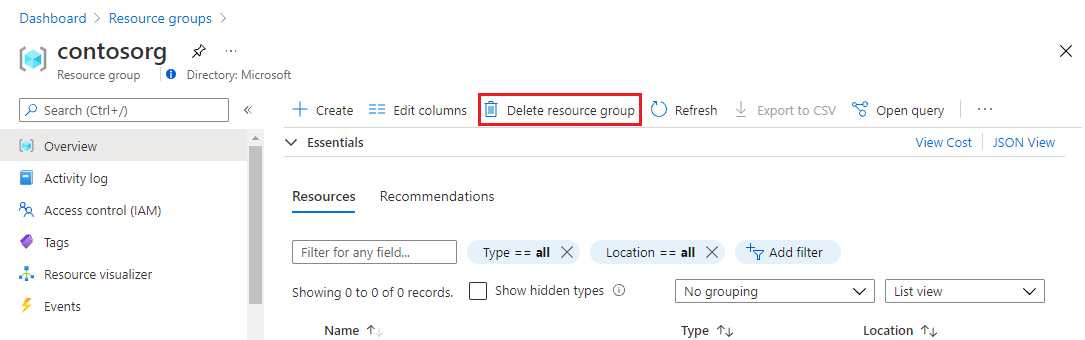 Dashboard > Resource groups >
contosorg ...
Resource group Directory: Microsoft
Search (Ctrl+/) «
+ Create Edit columns Delete resource group Refresh Export to CSV Open query ...
Overview
Essentials View Cost JSON View
Activity log
Access control (IAM)
Tags
Resource visualizer
Events
Resources Recommendations
Filter for any field... Type == all Location == all Add filter
Showing 0 to 0 of 0 records. Show hidden types No grouping List view
Name ↑↓ Type ↑↓ Location ↑↓